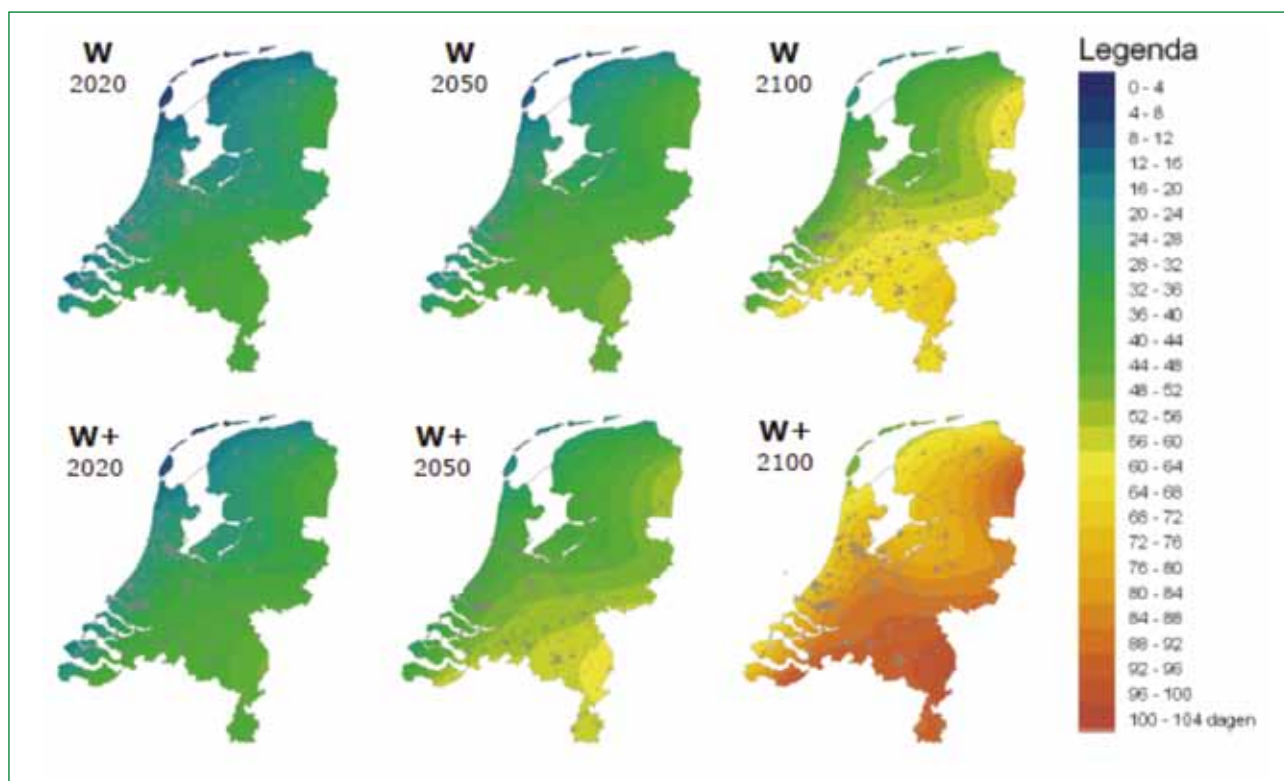 W
2020
W
2050
W
2100
W+
2020
W+
2050
W+
2100
Legenda
0 - 4
4 - 8
8 - 12
12 - 16
16 - 20
20 - 24
24 - 28
28 - 32
32 - 36
36 - 40
40 - 44
44 - 48
48 - 52
52 - 56
56 - 60
60 - 64
64 - 68
68 - 72
72 - 76
76 - 80
80 - 84
84 - 88
88 - 92
92 - 96
96 - 100
100 - 104 dagen